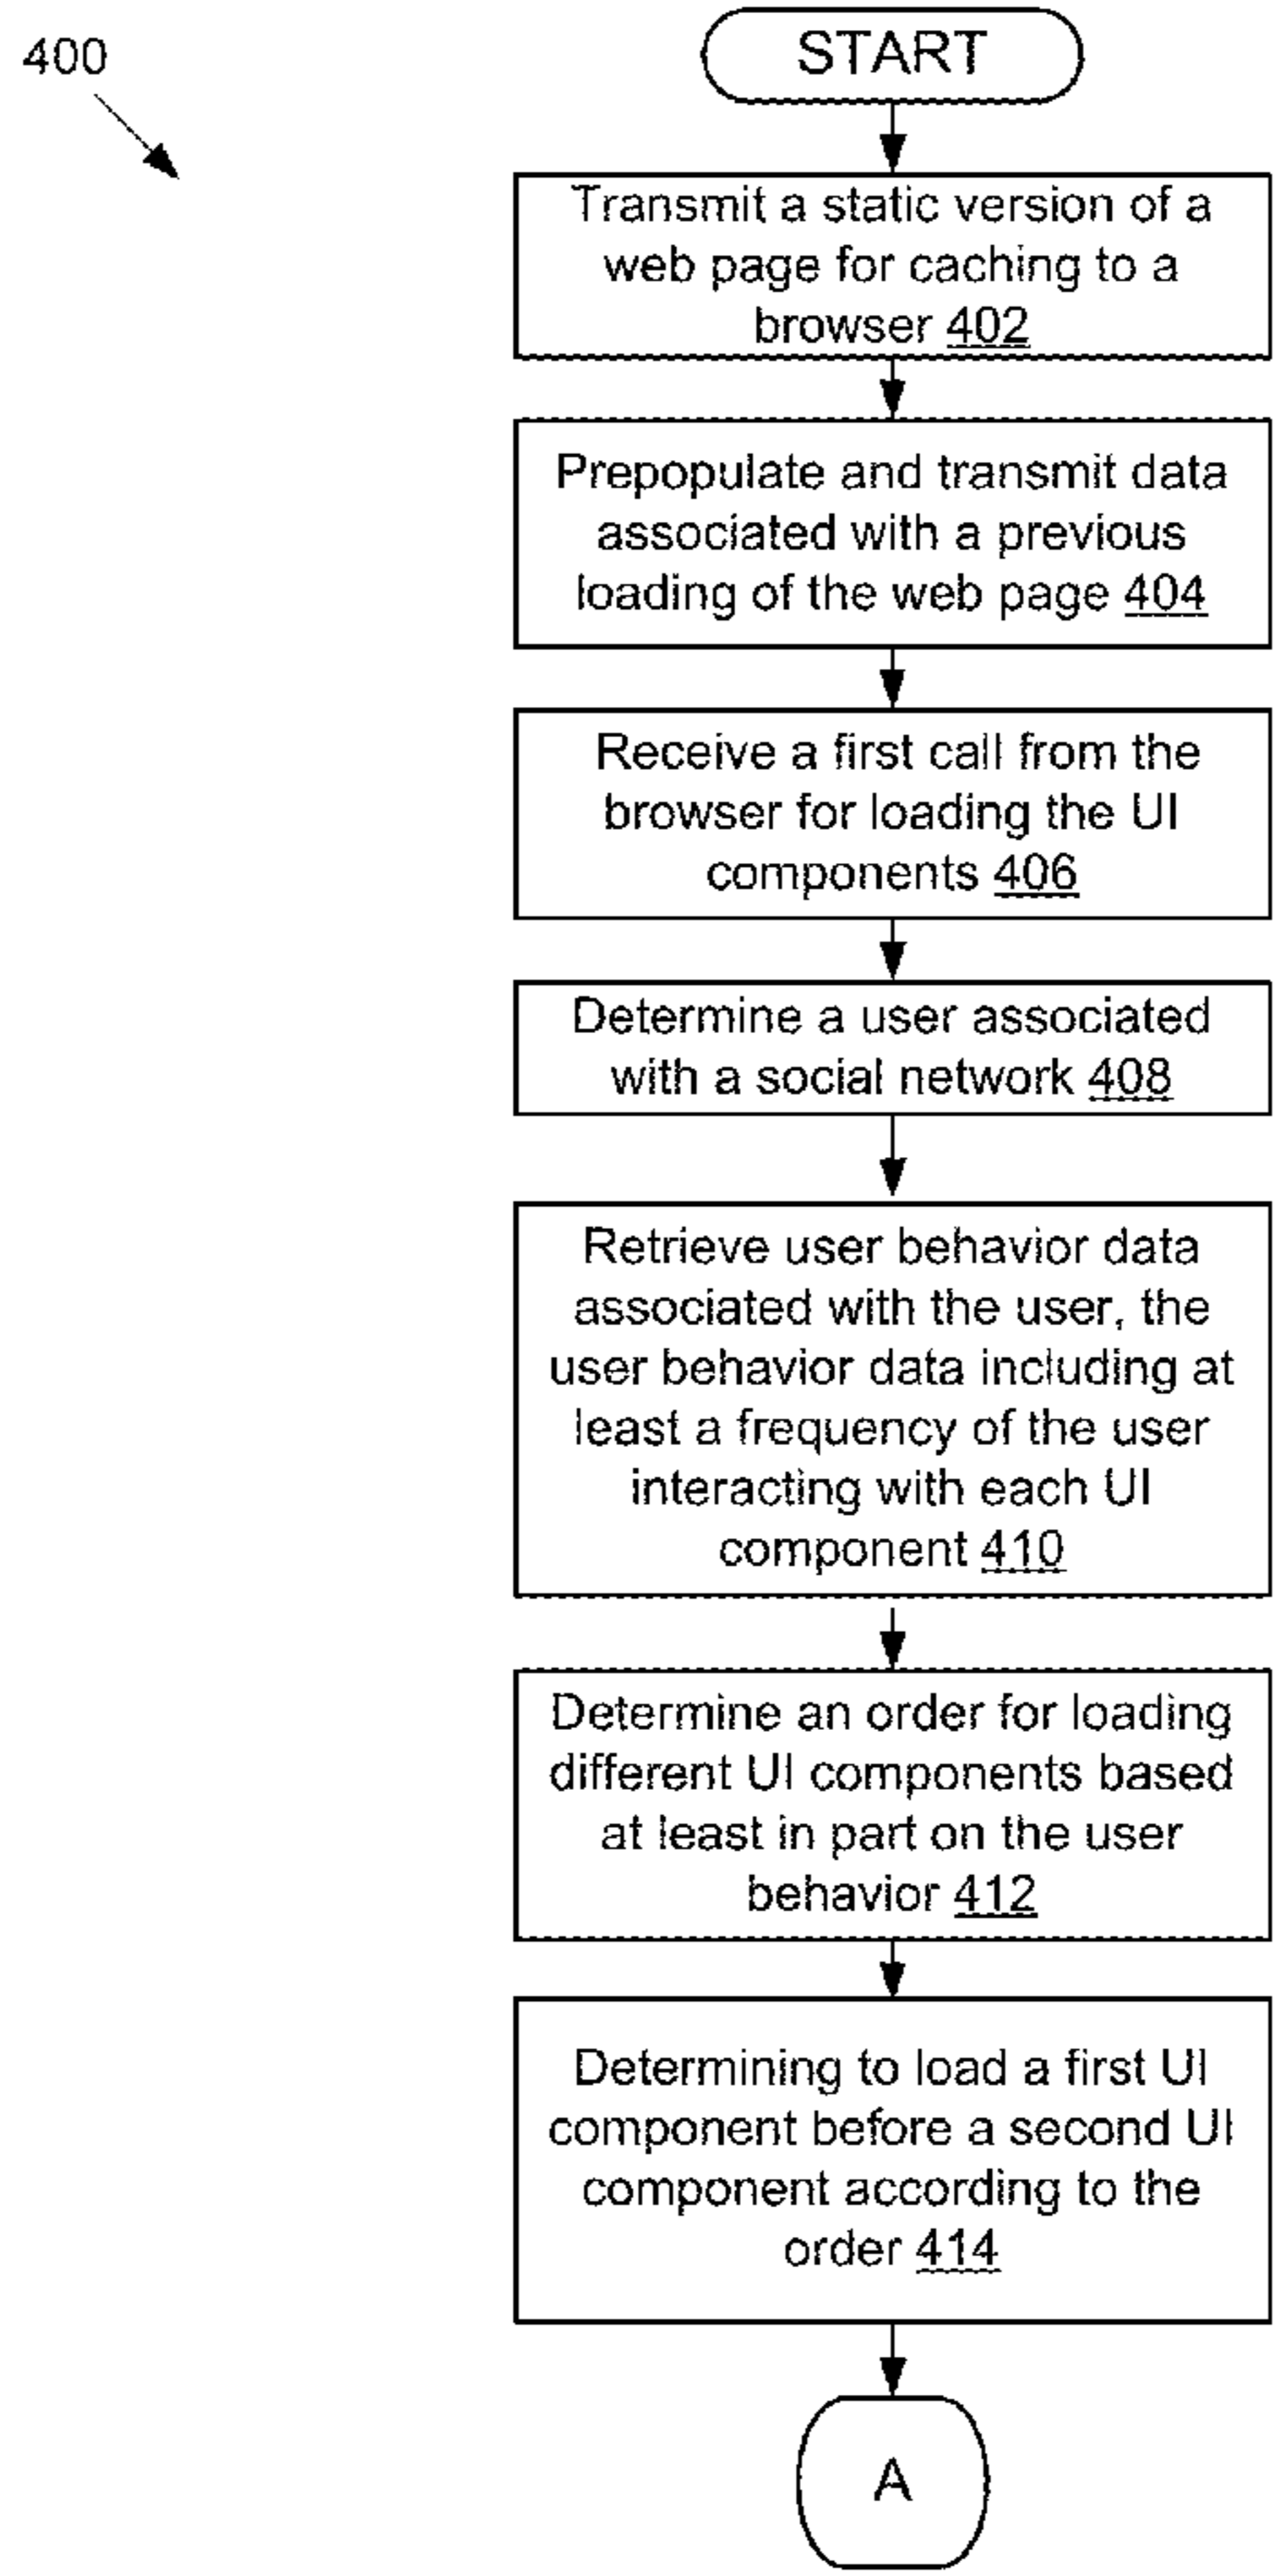 400
START
Transmit a static version of a
web page for caching to a
browser 402
Prepopulate and transmit data
associated with a previous
loading of the web page 404
Receive a first call from the
browser for loading the UI
components 406
Determine a user associated
with a social network 408
Retrieve user behavior data
associated with the user, the
user behavior data including at
least a frequency of the user
interacting with each UI
component 410
Determine an order for loading
different UI components based
at least in part on the user
behavior 412
Determining to load a first UI
component before a second UI
component according to the
order 414
A